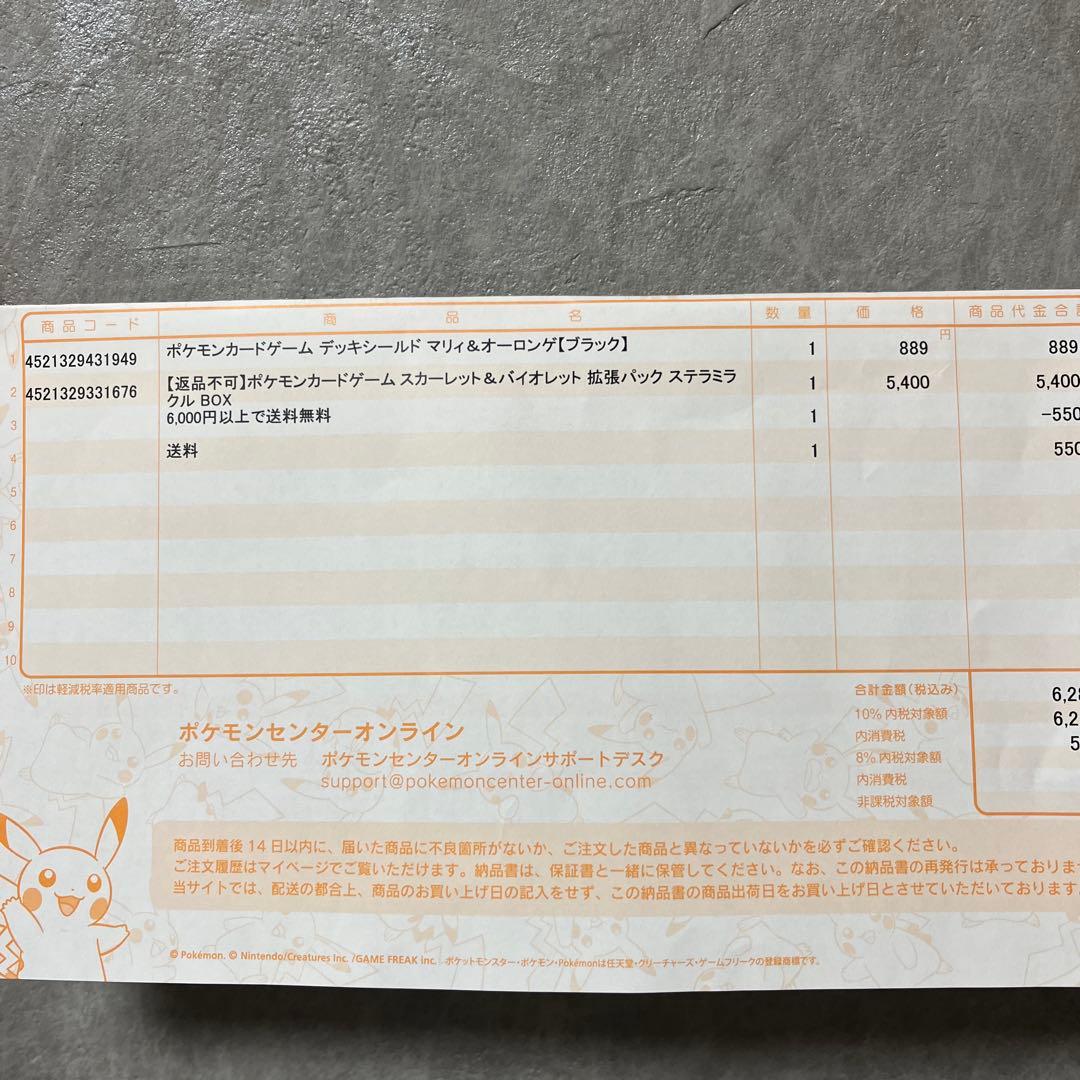 商品コード 商品名 数量 価格 商品代金合計
円
1 4521329431949 ポケモンカードゲーム デッキシールド マリィ&オーロンゲ【ブラック】 1 889 889
2 4521329331676 【返品不可】ポケモンカードゲーム スカーレット&バイオレット 拡張パック ステラミラ 1 5,400 5,400
クル BOX
3 6,000円以上で送料無料 1 -550
4 送料 1 550
5
6
7
8
9
10
※印は軽減税率適用商品です。
合計金額(税込み) 6,28
10% 内税対象額 6,2
内消費税 5
8% 内税対象額
内消費税
非課税対象額
ポケモンセンターオンライン
お問い合わせ先 ポケモンセンターオンラインサポートデスク
support@pokemoncenter-online.com
商品到着後14日以内に、届いた商品に不良箇所がないか、ご注文した商品と異なっていないかを必ずご確認ください。
ご注文履歴はマイページでご覧いただけます。納品書は、保証書と一緒に保管してください。なお、この納品書の再発行は承っておりま
当サイトでは、配送の都合上、商品のお買い上げ日の記入をせず、この納品書の商品出荷日をお買い上げ日とさせていただいております。
© Pokémon. © Nintendo/Creatures Inc. /GAME FREAK inc. ポケットモンスター・ポケモン・Pokémonは任天堂・クリーチャーズ・ゲームフリークの登録商標です。